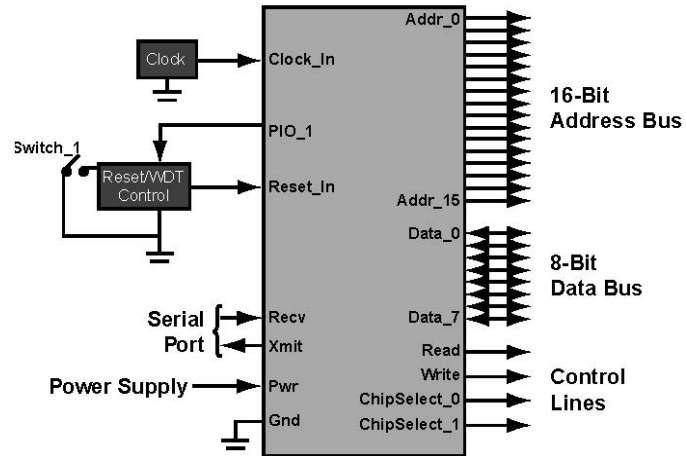 Addr_0
Clock
Clock_In
16-Bit
Address Bus
PIO_1
Switch_1
Reset/WDT
Control
Reset_In
Addr_15
Data_0
8-Bit
Data Bus
Serial
Port
Recv
Xmit
Data_7
Read
Write
Control
Lines
Power Supply
Pwr
ChipSelect_0
Gnd
ChipSelect_1